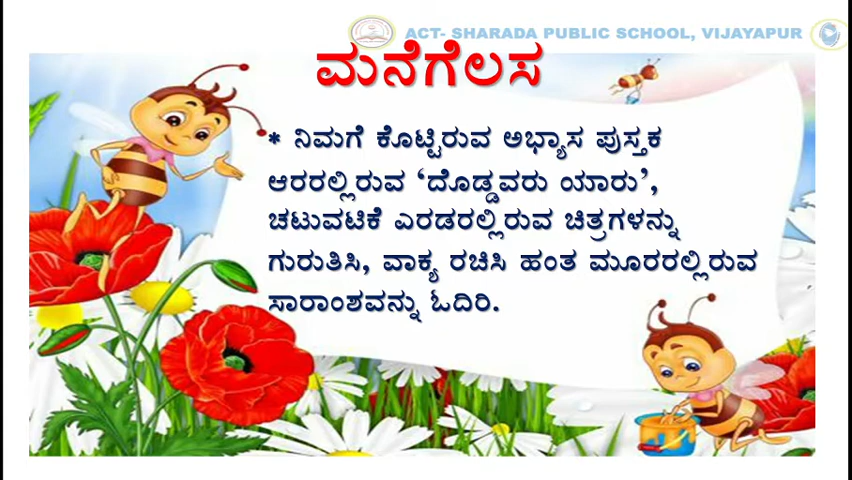 ACT- SHARADA PUBLIC SCHOOL, VIJAYAPUR
ಮನೆಗೆಲಸ
* ನಿಮಗೆ ಕೊಟ್ಟಿರುವ ಅಭ್ಯಾಸ ಪುಸ್ತಕ
ಆರರಲ್ಲಿರುವ ‘ದೊಡ್ಡವರು ಯಾರು’,
ಚಟುವಟಿಕೆ ಎರಡರಲ್ಲಿರುವ ಚಿತ್ರಗಳನ್ನು
ಗುರುತಿಸಿ, ವಾಕ್ಯ ರಚಿಸಿ ಹಂತ ಮೂರರಲ್ಲಿರುವ
ಸಾರಾಂಶವನ್ನು ಓದಿರಿ.